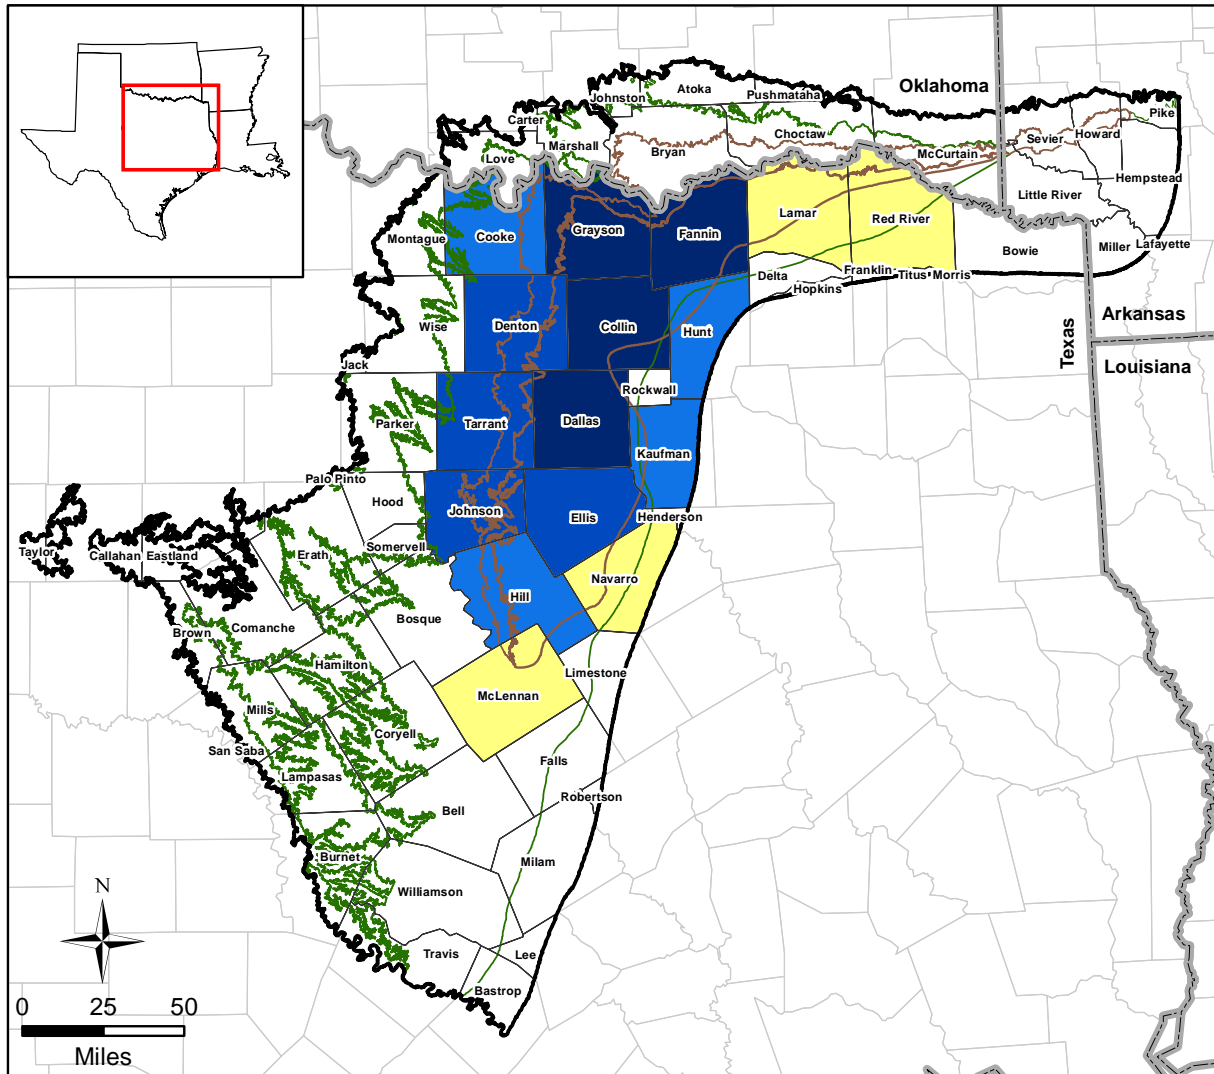 Oklahoma
Atoka
Pushmataha
Johnston
Carter
Pike
Marshall
Choctaw
Howard
Sevier
Love
Bryan
McCurtain
Hempstead
Little River
Lamar
Red River
Grayson
Fannin
Cooke
Montague
Bowie
Miller
Lafayette
Delta
Franklin
Titus
Morris
Hopkins
Arkansas
Texas
Louisiana
Wise
Denton
Collin
Hunt
Jack
Rockwall
Parker
Tarrant
Dallas
Kaufman
Palo Pinto
Hood
Johnson
Ellis
Henderson
Taylor
Callahan
Eastland
Erath
Somervell
Navarro
Hill
Bosque
Comanche
Brown
Hamilton
Limestone
McLennan
Mills
Coryell
San Saba
Lampasas
Falls
Robertson
Bell
Burnet
Milam
Williamson
N
Travis
Lee
Bastrop
0 25 50
Miles